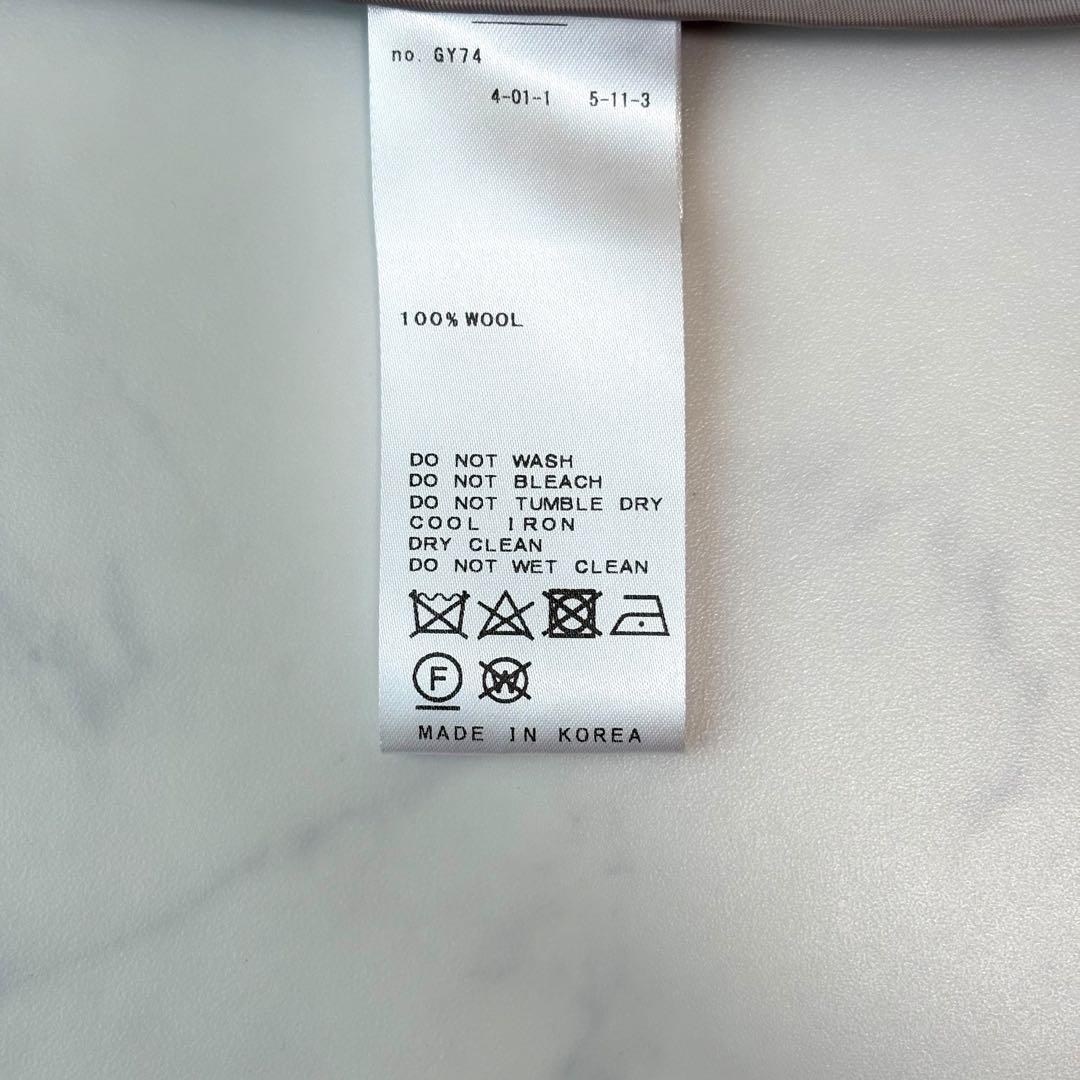 no. GY74
4-01-1 5-11-3
100% WOOL
DO NOT WASH
DO NOT BLEACH
DO NOT TUMBLE DRY
COOL IRON
DRY CLEAN
DO NOT WET CLEAN
F W
MADE IN KOREA